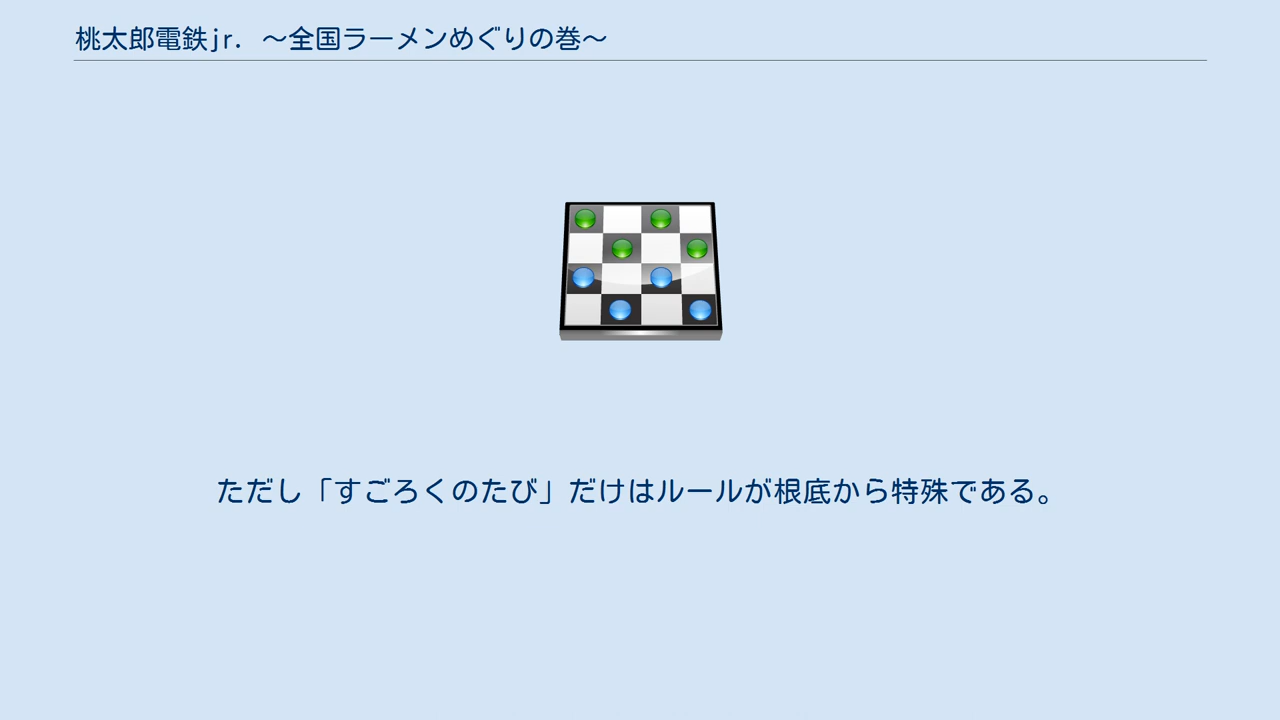 桃太郎電鉄jr. 〜全国ラーメンめぐりの巻〜
ただし「すごろくのたび」だけはルールが根底から特殊である。